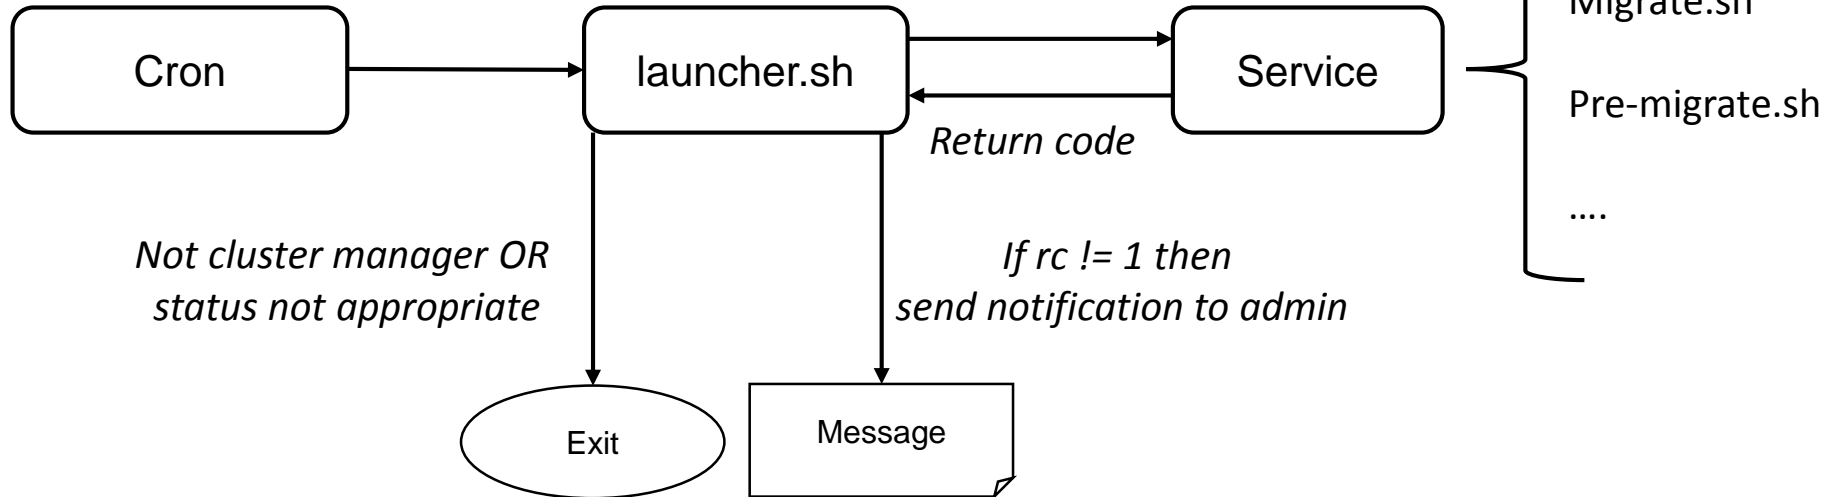 Cron
launcher.sh
Service
Migrate.sh
Pre-migrate.sh
....
Return code
Not cluster manager OR
status not appropriate
If rc != 1 then
send notification to admin
Exit
Message